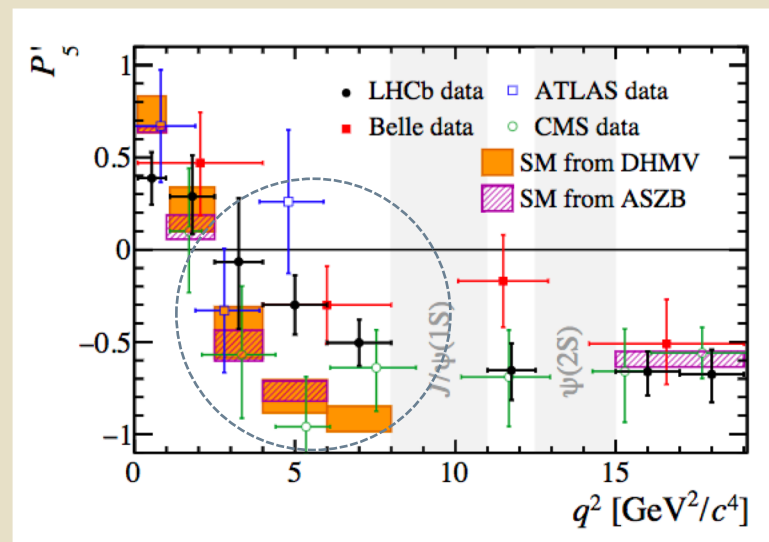 P'5
1
0.5
0
−0.5
−1
LHCb data
ATLAS data
Belle data
CMS data
SM from DHMV
SM from ASZB
J/ψ(1S)
ψ(2S)
0 5 10 15
q² [GeV²/c⁴]